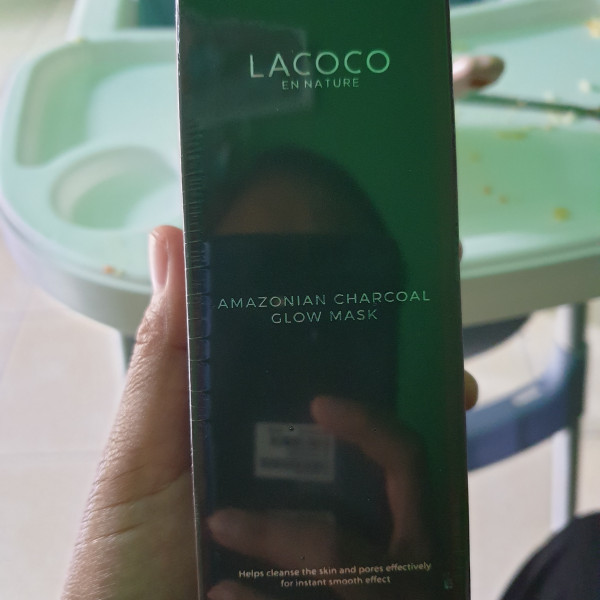 LACOCO
EN NATURE
AMAZONIAN CHARCOAL
GLOW MASK
Helps cleanse the skin and pores effectively
for instant smooth effect